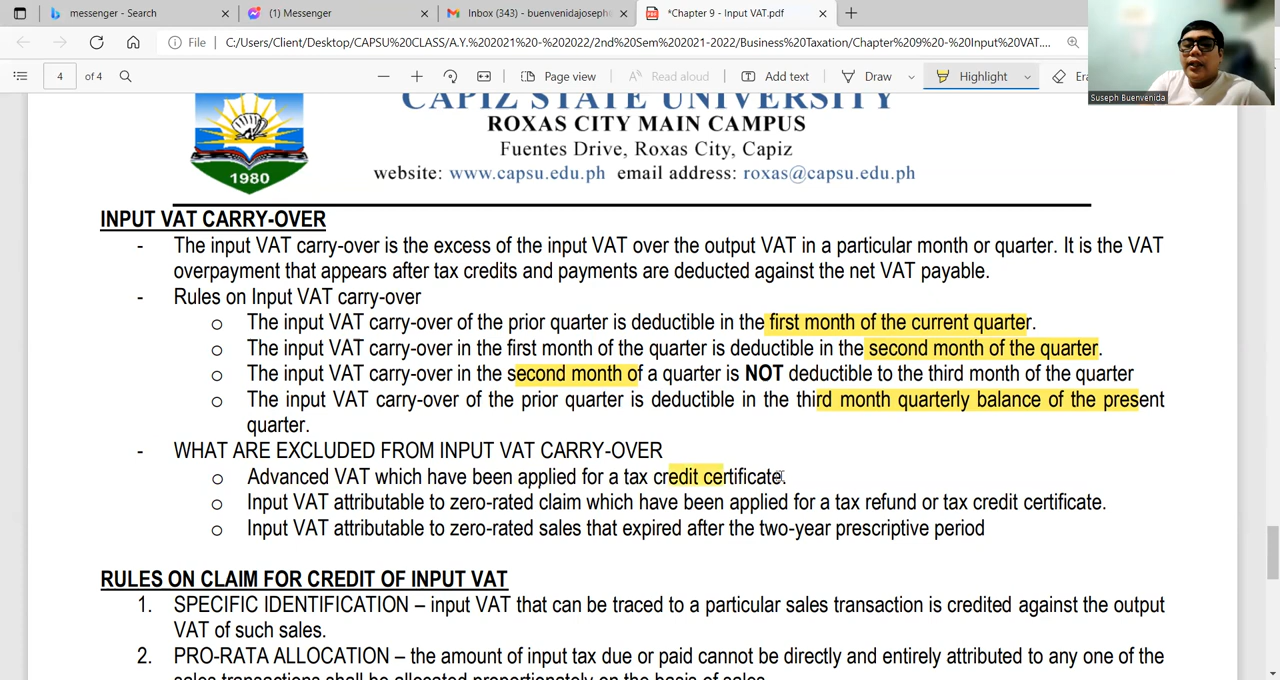 messenger - Search
(1) Messenger
Inbox (343) - buenvenidajoseph
*Chapter 9 - Input VAT.pdf
File C:/Users/Client/Desktop/CAPSU%20CLASS/A.Y.%202021%20-%202022/2nd%20Sem%202021-2022/Business%20Taxation/Chapter%209%20-%20Input%20VAT....
4 of 4 Page view Read aloud Add text Draw Highlight Era
Suseph Buenvenida
CAPIZ STATE UNIVERSITY
ROXAS CITY MAIN CAMPUS
Fuentes Drive, Roxas City, Capiz
website: www.capsu.edu.ph email address: roxas@capsu.edu.ph
1980
INPUT VAT CARRY-OVER
- The input VAT carry-over is the excess of the input VAT over the output VAT in a particular month or quarter. It is the VAT
overpayment that appears after tax credits and payments are deducted against the net VAT payable.
- Rules on Input VAT carry-over
o The input VAT carry-over of the prior quarter is deductible in the first month of the current quarter.
o The input VAT carry-over in the first month of the quarter is deductible in the second month of the quarter.
o The input VAT carry-over in the second month of a quarter is NOT deductible to the third month of the quarter
o The input VAT carry-over of the prior quarter is deductible in the third month quarterly balance of the present
quarter.
- WHAT ARE EXCLUDED FROM INPUT VAT CARRY-OVER
o Advanced VAT which have been applied for a tax credit certificate.
o Input VAT attributable to zero-rated claim which have been applied for a tax refund or tax credit certificate.
o Input VAT attributable to zero-rated sales that expired after the two-year prescriptive period
RULES ON CLAIM FOR CREDIT OF INPUT VAT
1. SPECIFIC IDENTIFICATION – input VAT that can be traced to a particular sales transaction is credited against the output
VAT of such sales.
2. PRO-RATA ALLOCATION – the amount of input tax due or paid cannot be directly and entirely attributed to any one of the
sales transactions shall be allocated proportionately on the basis of sales.